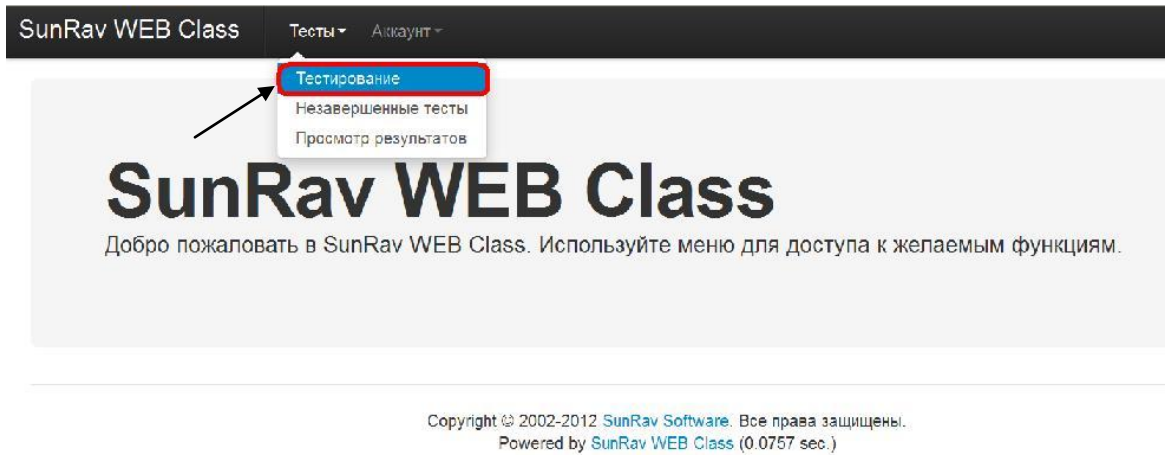 SunRav WEB Class Тесты Аккаунт
Тестирование
Незавершенные тесты
Просмотр результатов
SunRav WEB Class
Добро пожаловать в SunRav WEB Class. Используйте меню для доступа к желаемым функциям.
Copyright © 2002-2012 SunRav Software. Все права защищены.
Powered by SunRav WEB Class (0.0757 sec.)